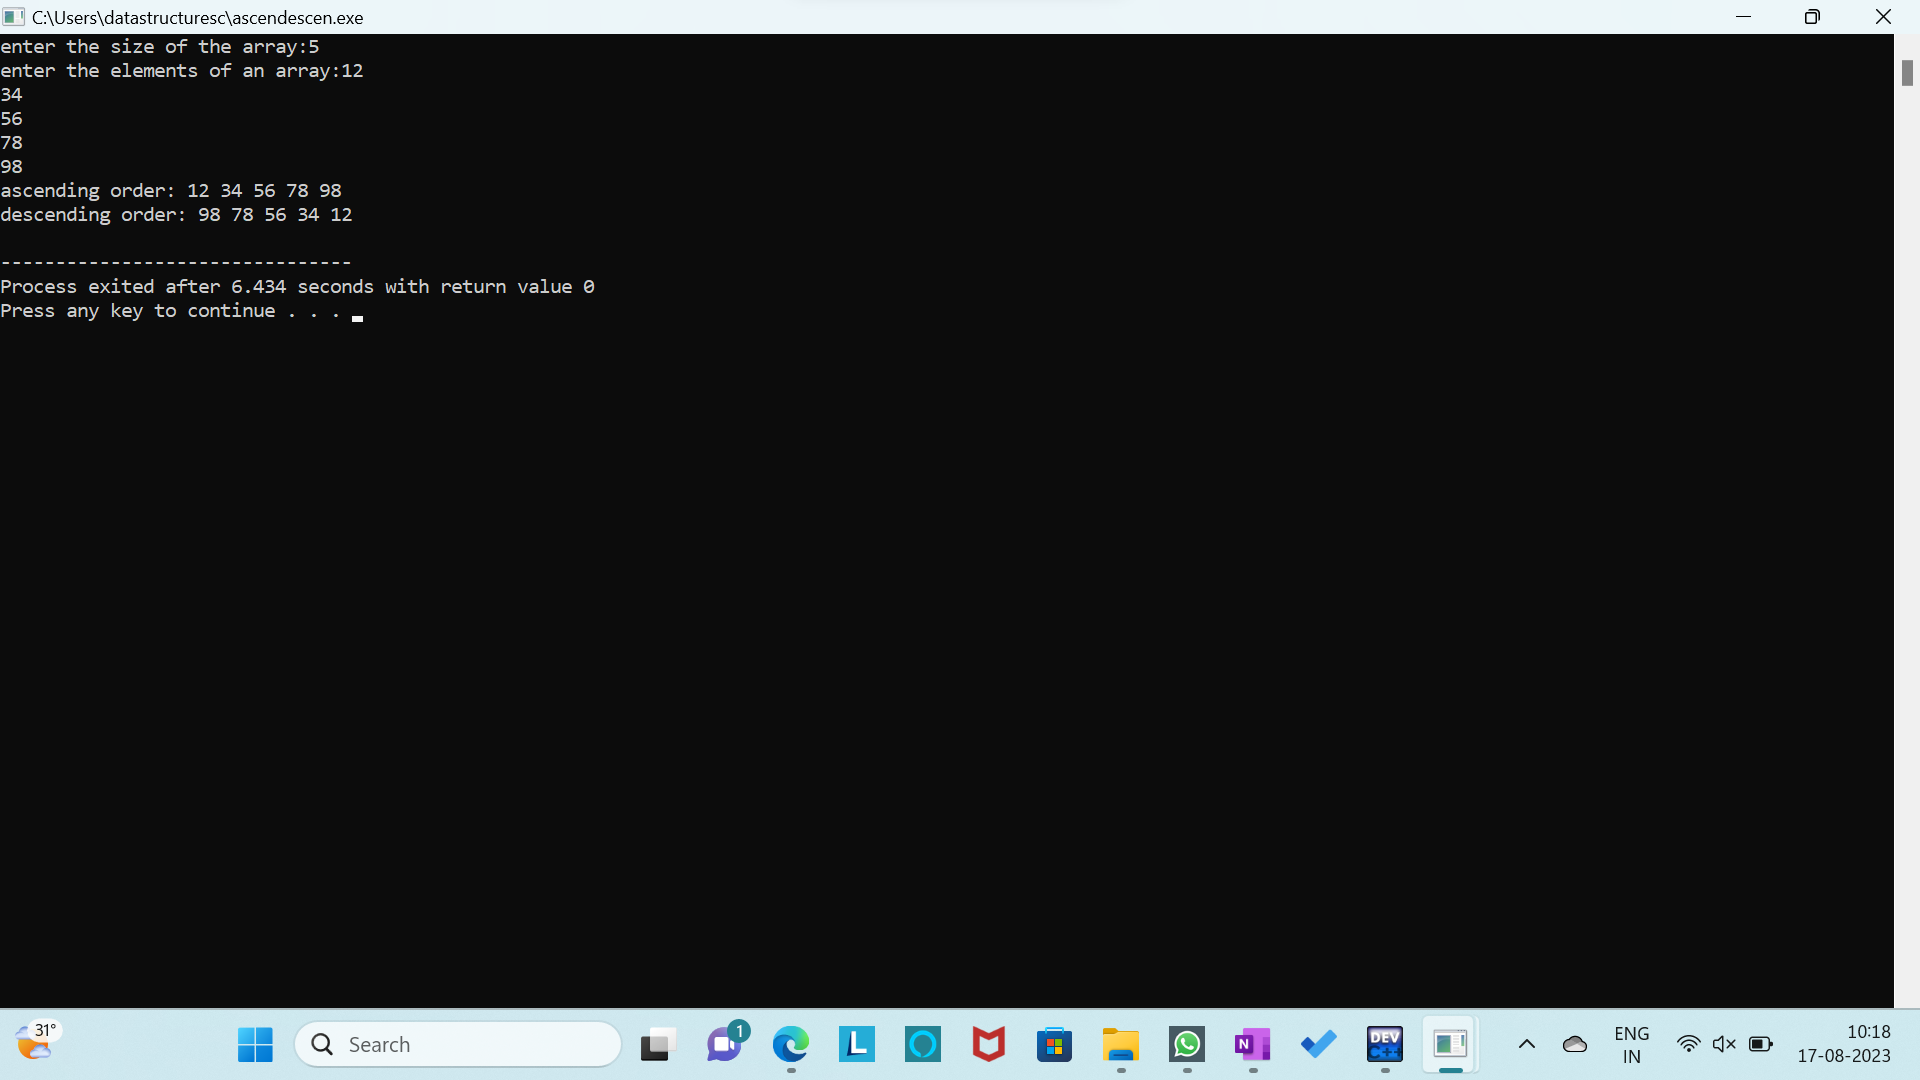 C:\Users\datastructuresc\ascendescen.exe
enter the size of the array:5
enter the elements of an array:12
34
56
78
98
ascending order: 12 34 56 78 98
descending order: 98 78 56 34 12
--------------------------------
Process exited after 6.434 seconds with return value 0
Press any key to continue . . .
31°
Search
1
L
N
DEV
C++
ENG
IN
10:18
17-08-2023